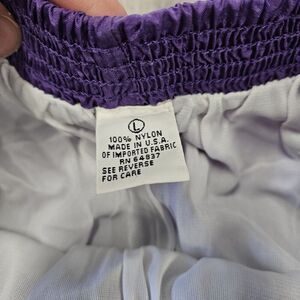 L
100% NYLON
MADE IN U.S.A.
OF IMPORTED FABRIC
RN 64837
SEE REVERSE
FOR CARE